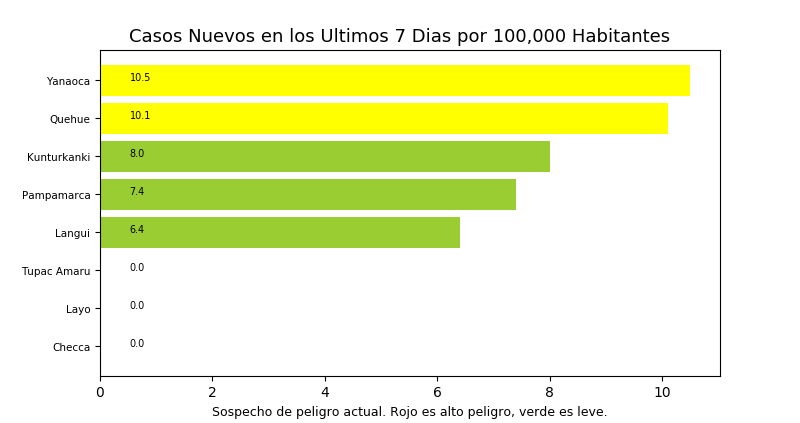 Casos Nuevos en los Ultimos 7 Dias por 100,000 Habitantes
Yanaoca 10.5
Quehue 10.1
Kunturkanki 8.0
Pampamarca 7.4
Langui 6.4
Tupac Amaru 0.0
Layo 0.0
Checca 0.0
0 2 4 6 8 10
Sospecho de peligro actual. Rojo es alto peligro, verde es leve.